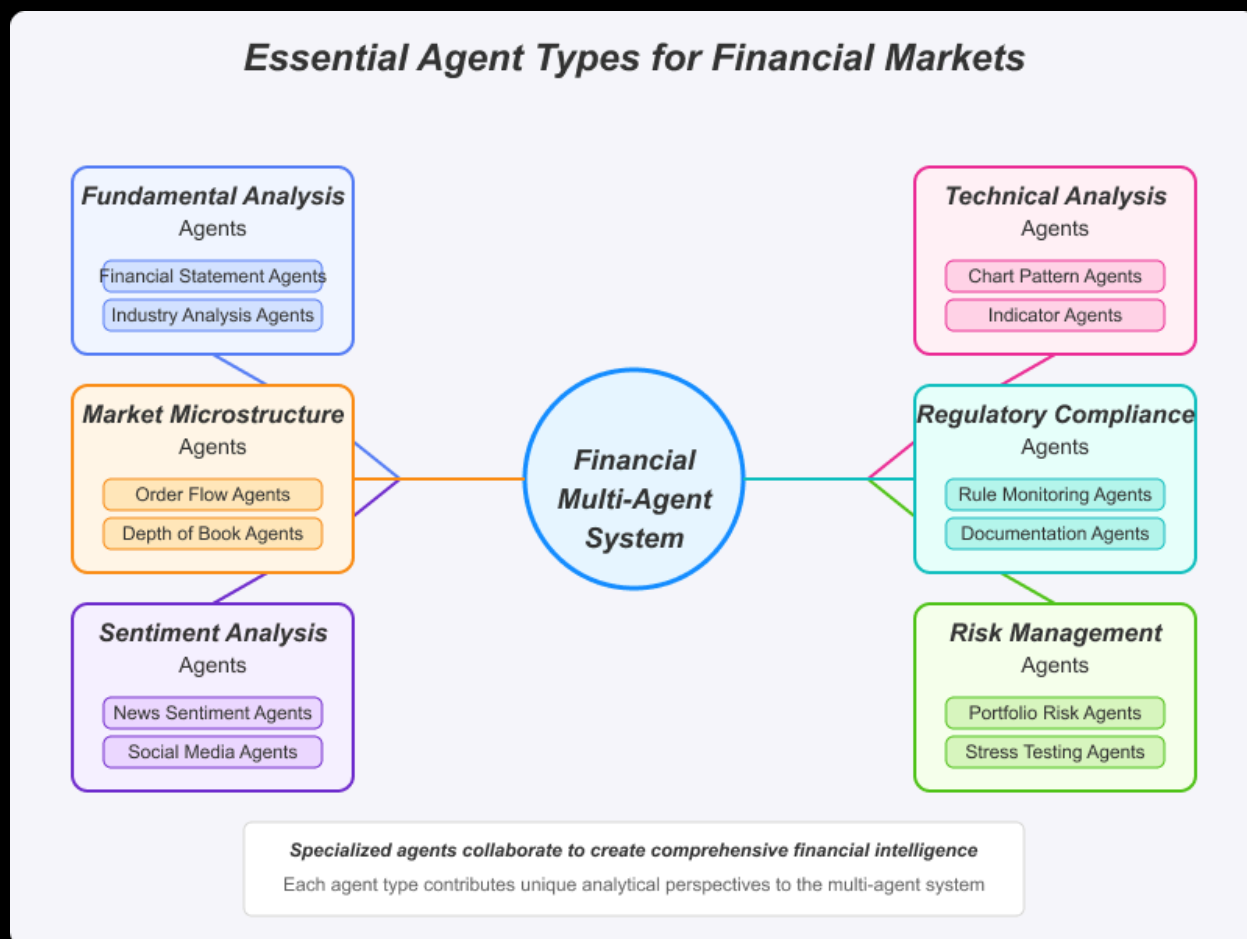 Essential Agent Types for Financial Markets
Fundamental Analysis
Agents
Financial Statement Agents
Industry Analysis Agents
Market Microstructure
Agents
Order Flow Agents
Depth of Book Agents
Sentiment Analysis
Agents
News Sentiment Agents
Social Media Agents
Financial
Multi-Agent
System
Technical Analysis
Agents
Chart Pattern Agents
Indicator Agents
Regulatory Compliance
Agents
Rule Monitoring Agents
Documentation Agents
Risk Management
Agents
Portfolio Risk Agents
Stress Testing Agents
Specialized agents collaborate to create comprehensive financial intelligence
Each agent type contributes unique analytical perspectives to the multi-agent system